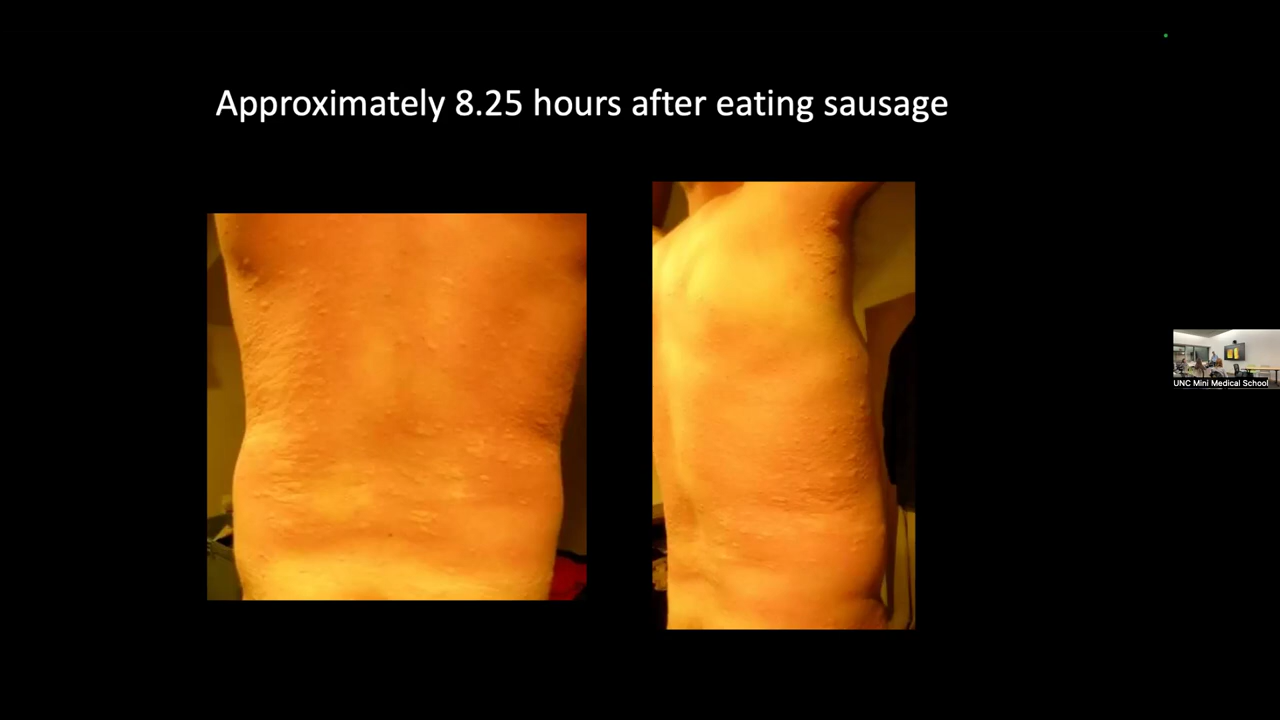 Approximately 8.25 hours after eating sausage
UNC Mini Medical School